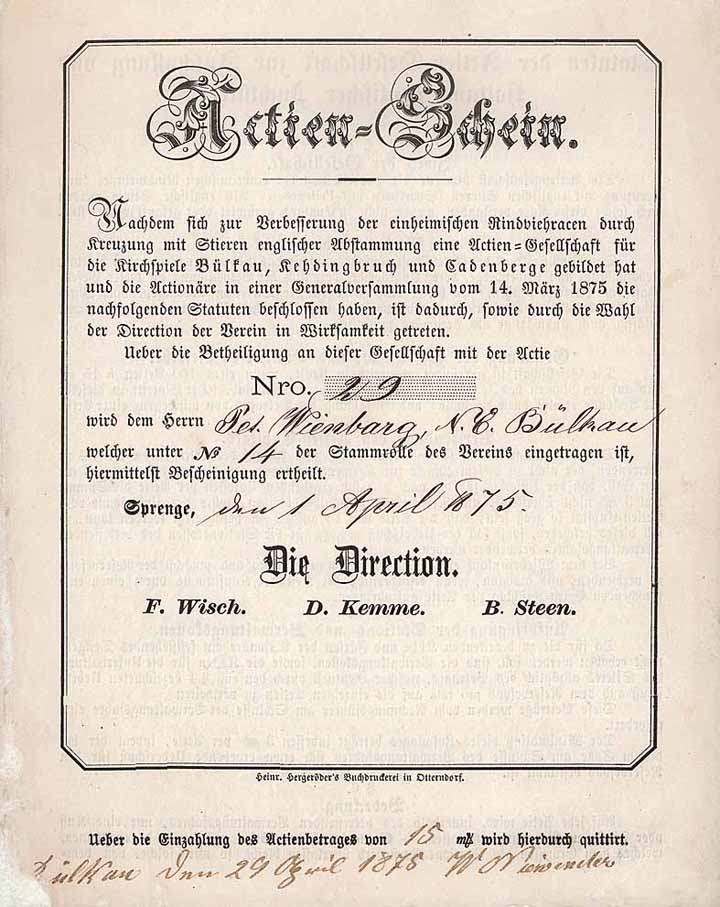 Actien-Schein.
Nachdem sich zur Verbesserung der einheimischen Rindviehracen durch
Kreuzung mit Stieren englischer Abstammung eine Actien-Gesellschaft für
die Kirchspiele Bülkau, Kehdingbruch und Cadenberge gebildet hat
und die Actionäre in einer Generalversammlung vom 14. März 1875 die
nachfolgenden Statuten beschlossen haben, ist dadurch, sowie durch die Wahl
der Direction der Verein in Wirksamkeit getreten.
Ueber die Betheiligung an dieser Gesellschaft mit der Actie
Nro. 29
wird dem Herrn Pet. Wienbarg, N. E. Bülkau
welcher unter № 14 der Stammrolle des Vereins eingetragen ist,
hiermittelst Bescheinigung ertheilt.
Sprenge, den 1 April 1875.
Die Direction.
F. Wisch. D. Kemme. B. Steen.
Heinr. Hergeröder's Buchdruckerei in Otterndorf.
Ueber die Einzahlung des Actienbetrages von 15 mk wird hierdurch quittirt.
Bülkau den 29 April 1875 W